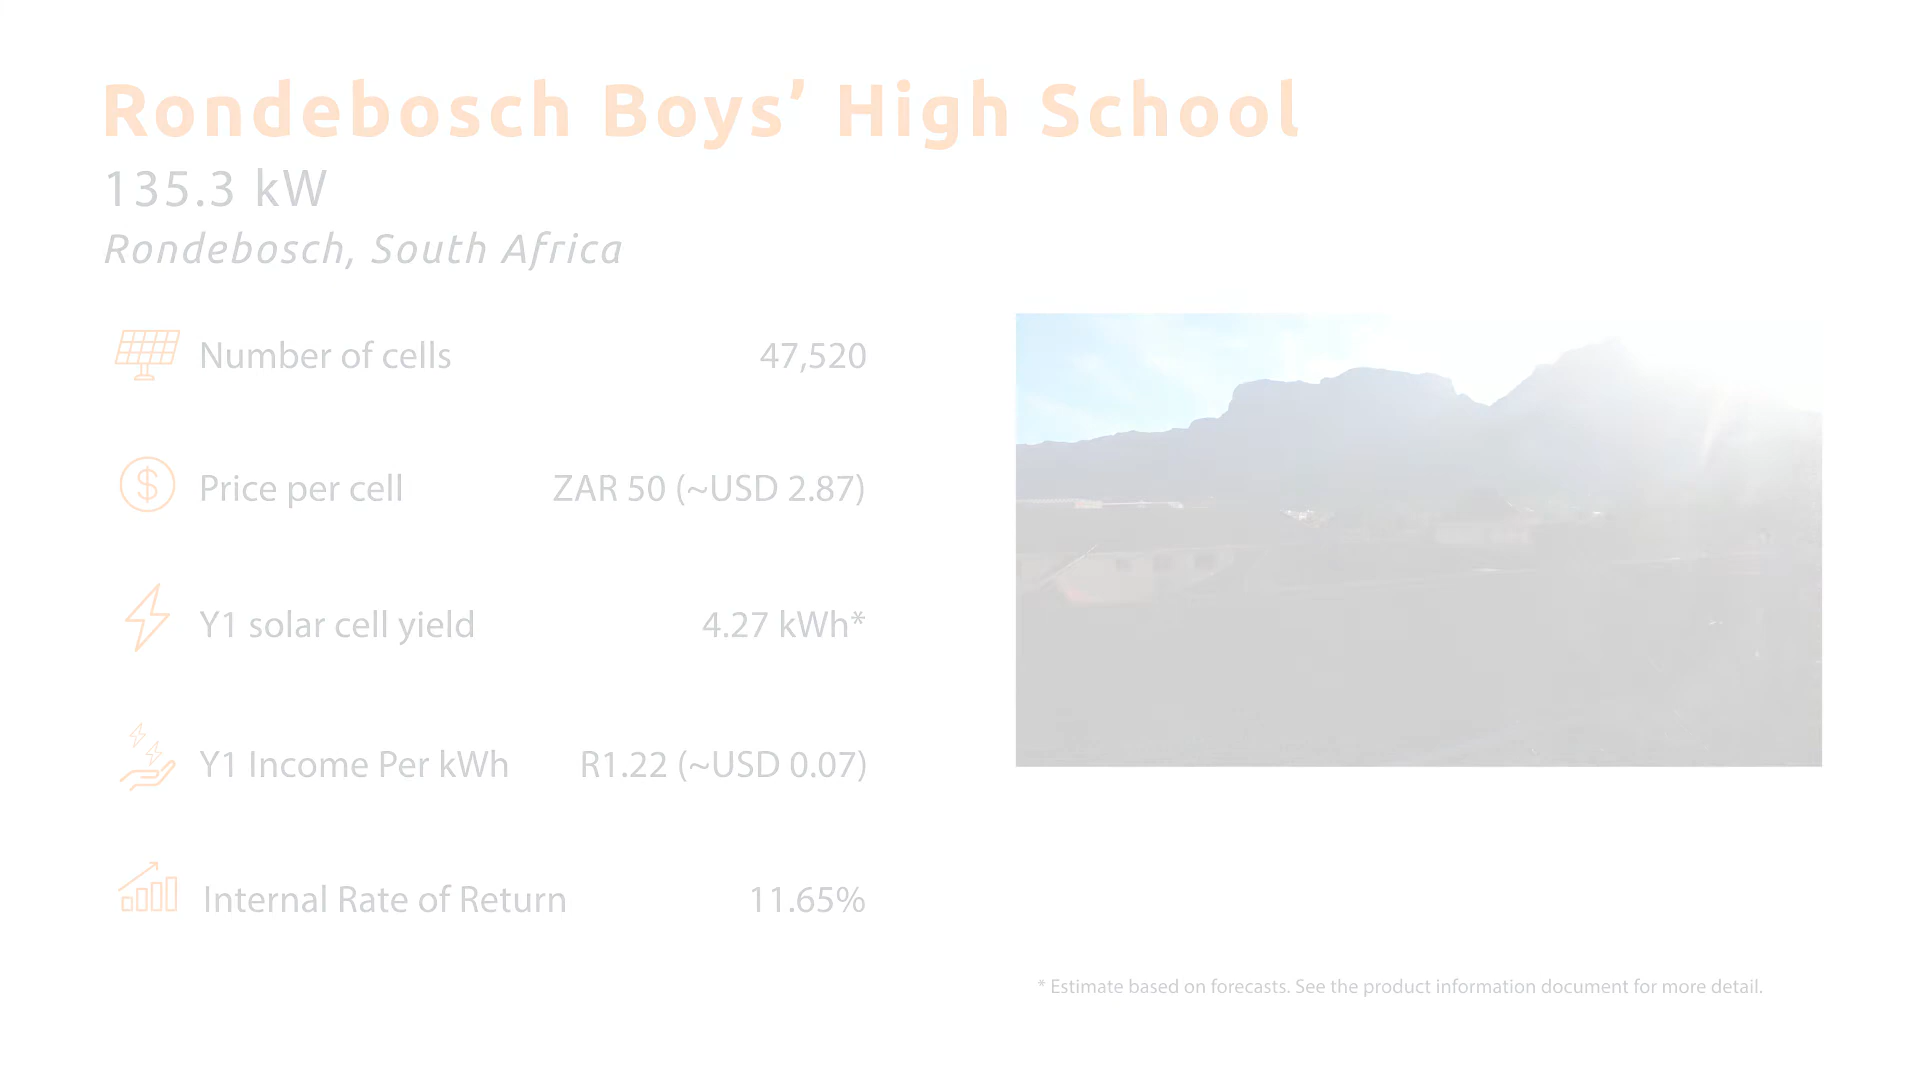 Rondebosch Boys’ High School
135.3 kW
Rondebosch, South Africa
Number of cells 47,520
Price per cell ZAR 50 (~USD 2.87)
Y1 solar cell yield 4.27 kWh*
Y1 Income Per kWh R1.22 (~USD 0.07)
Internal Rate of Return 11.65%
* Estimate based on forecasts. See the product information document for more detail.